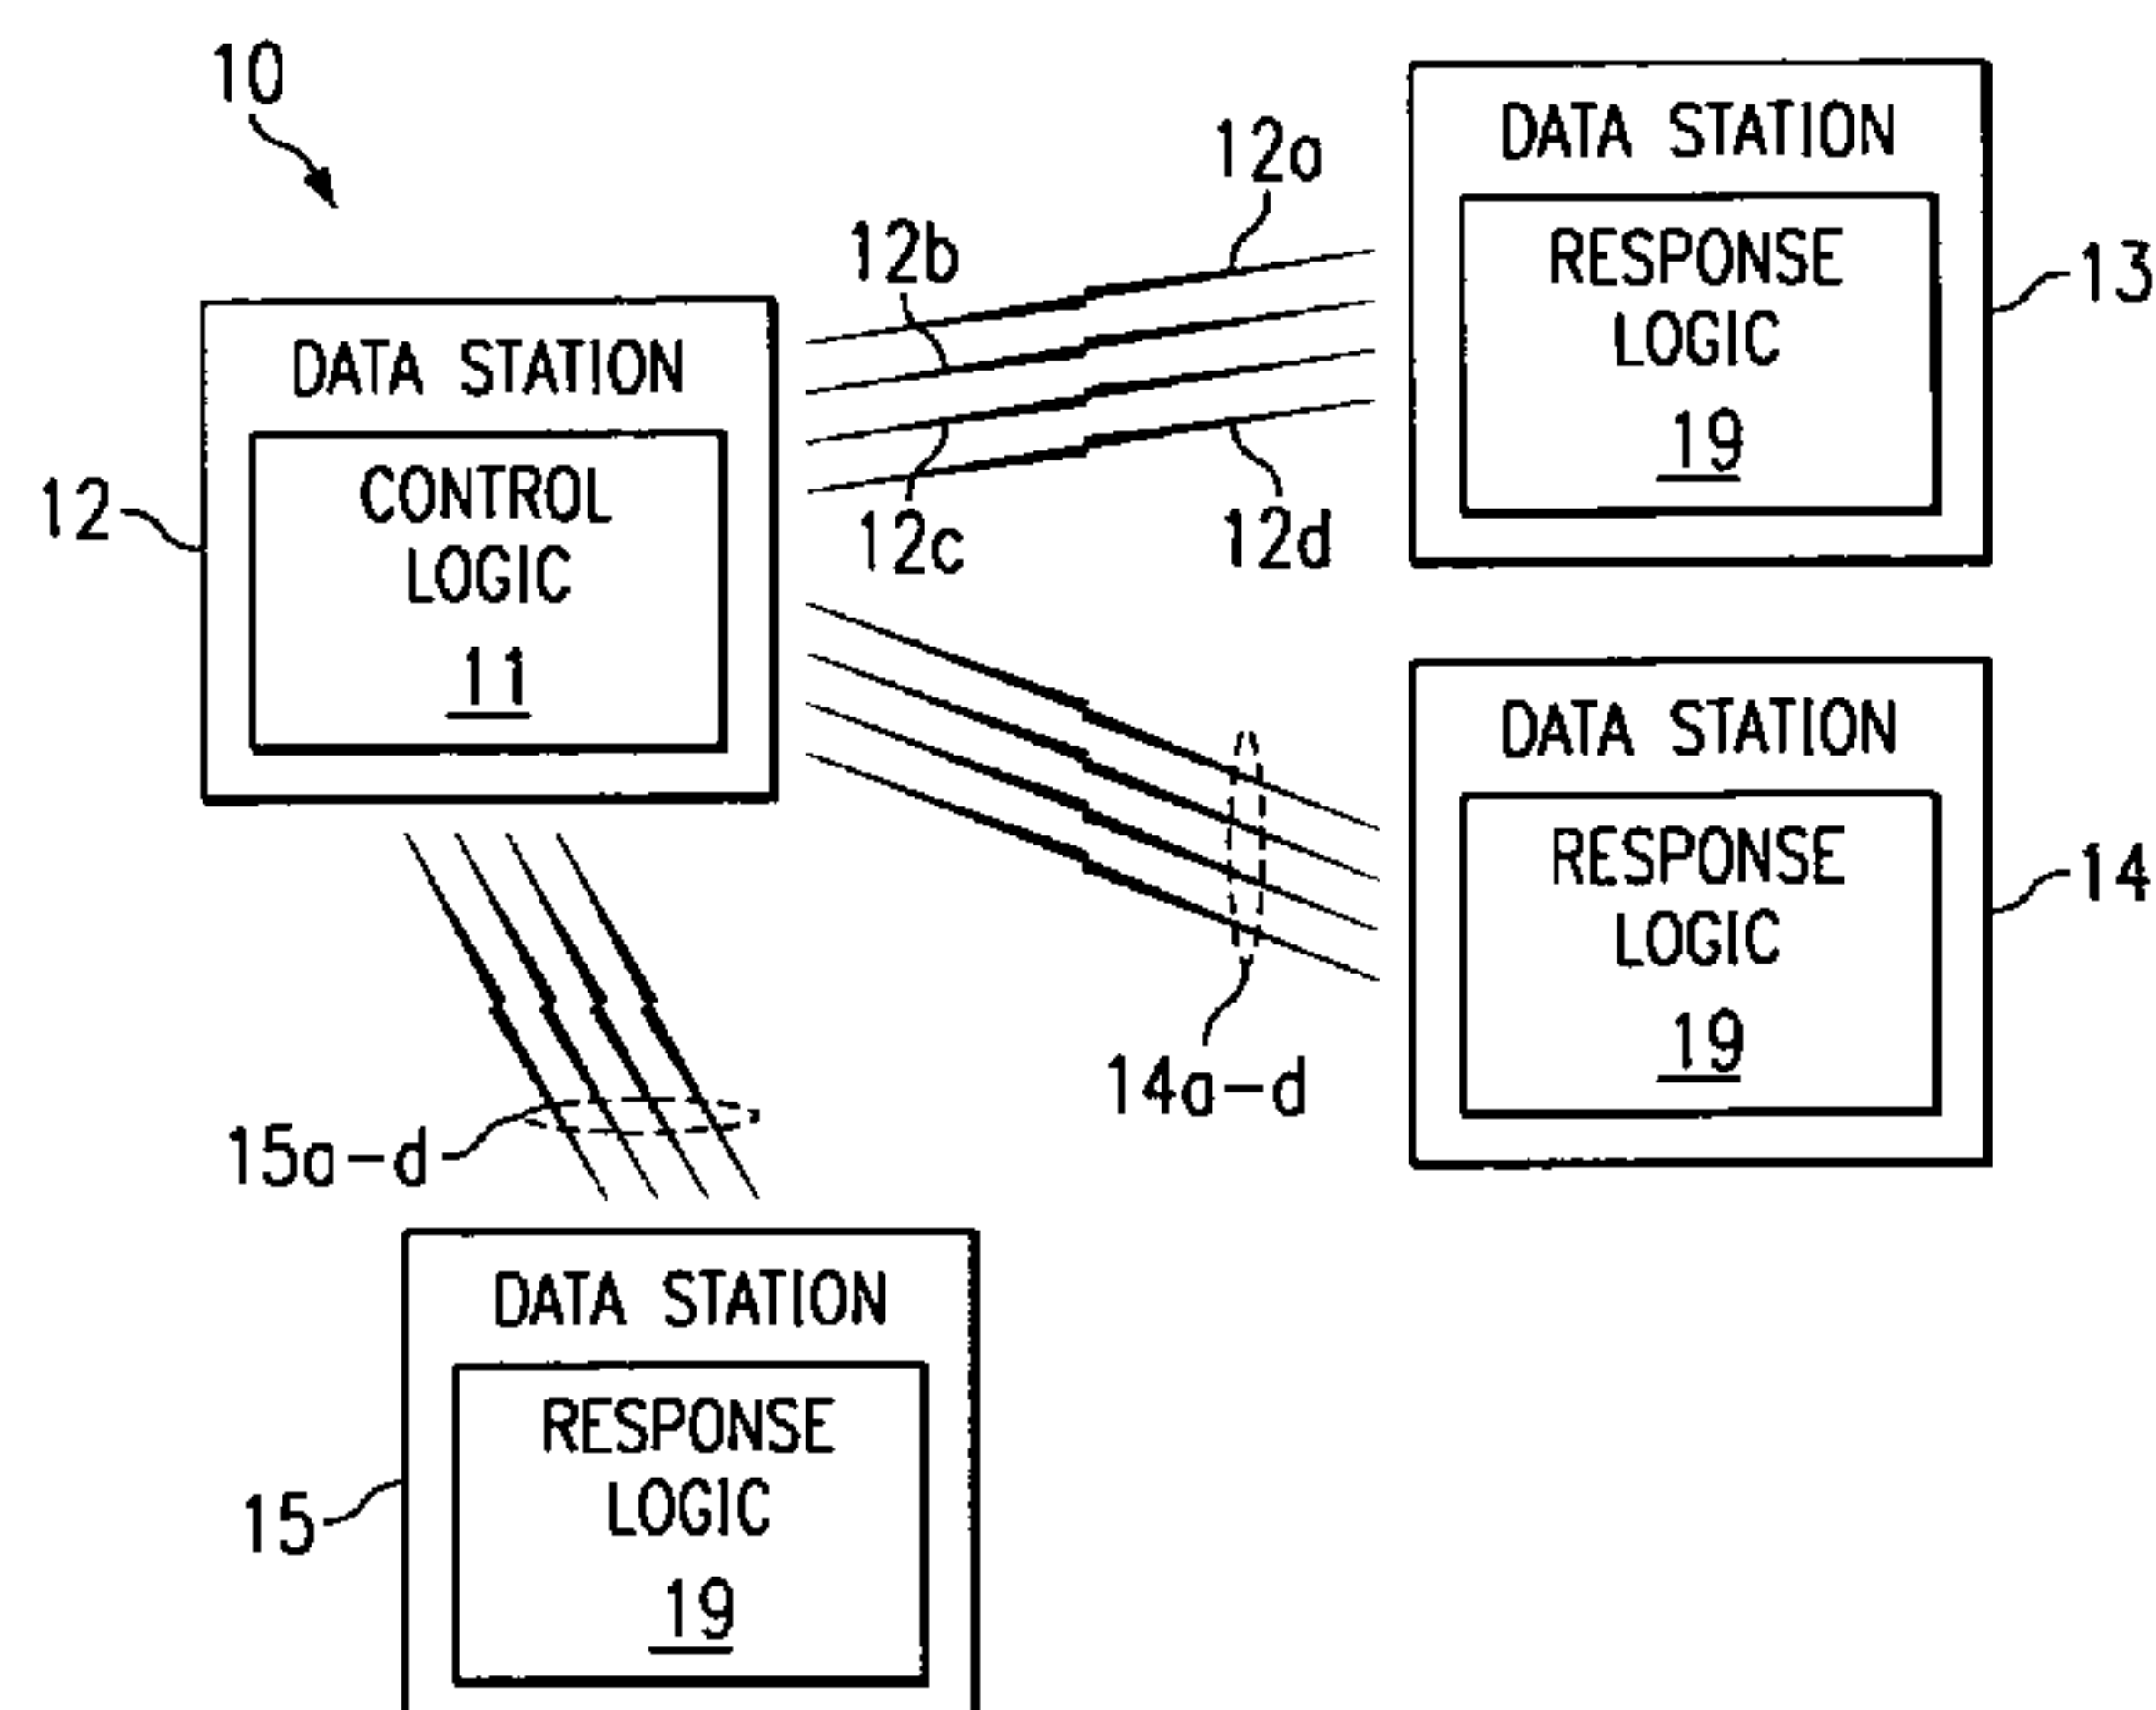 10
DATA STATION
CONTROL
LOGIC
11
12
12a
12b
12c
12d
DATA STATION
RESPONSE
LOGIC
19
13
DATA STATION
RESPONSE
LOGIC
19
14
14a-d
15a-d
DATA STATION
RESPONSE
LOGIC
19
15